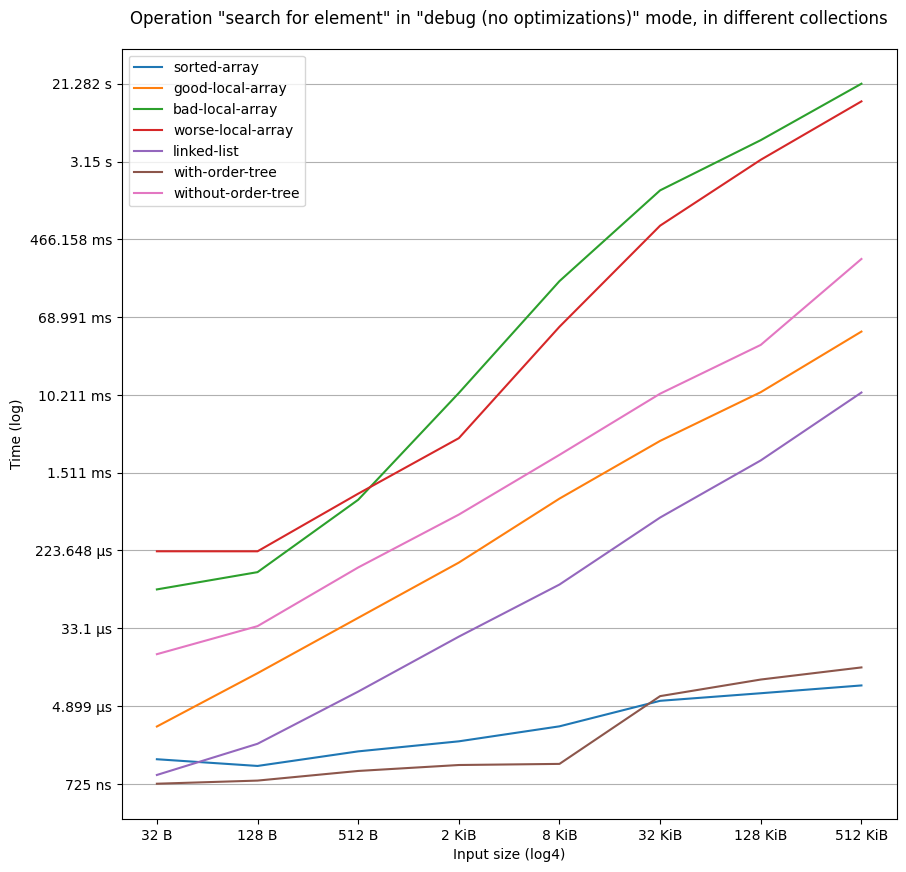 Operation "search for element" in "debug (no optimizations)" mode, in different collections
sorted-array
good-local-array
bad-local-array
worse-local-array
linked-list
with-order-tree
without-order-tree
21.282 s
3.15 s
466.158 ms
68.991 ms
10.211 ms
1.511 ms
223.648 µs
33.1 µs
4.899 µs
725 ns
Time (log)
32 B
128 B
512 B
2 KiB
8 KiB
32 KiB
128 KiB
512 KiB
Input size (log4)